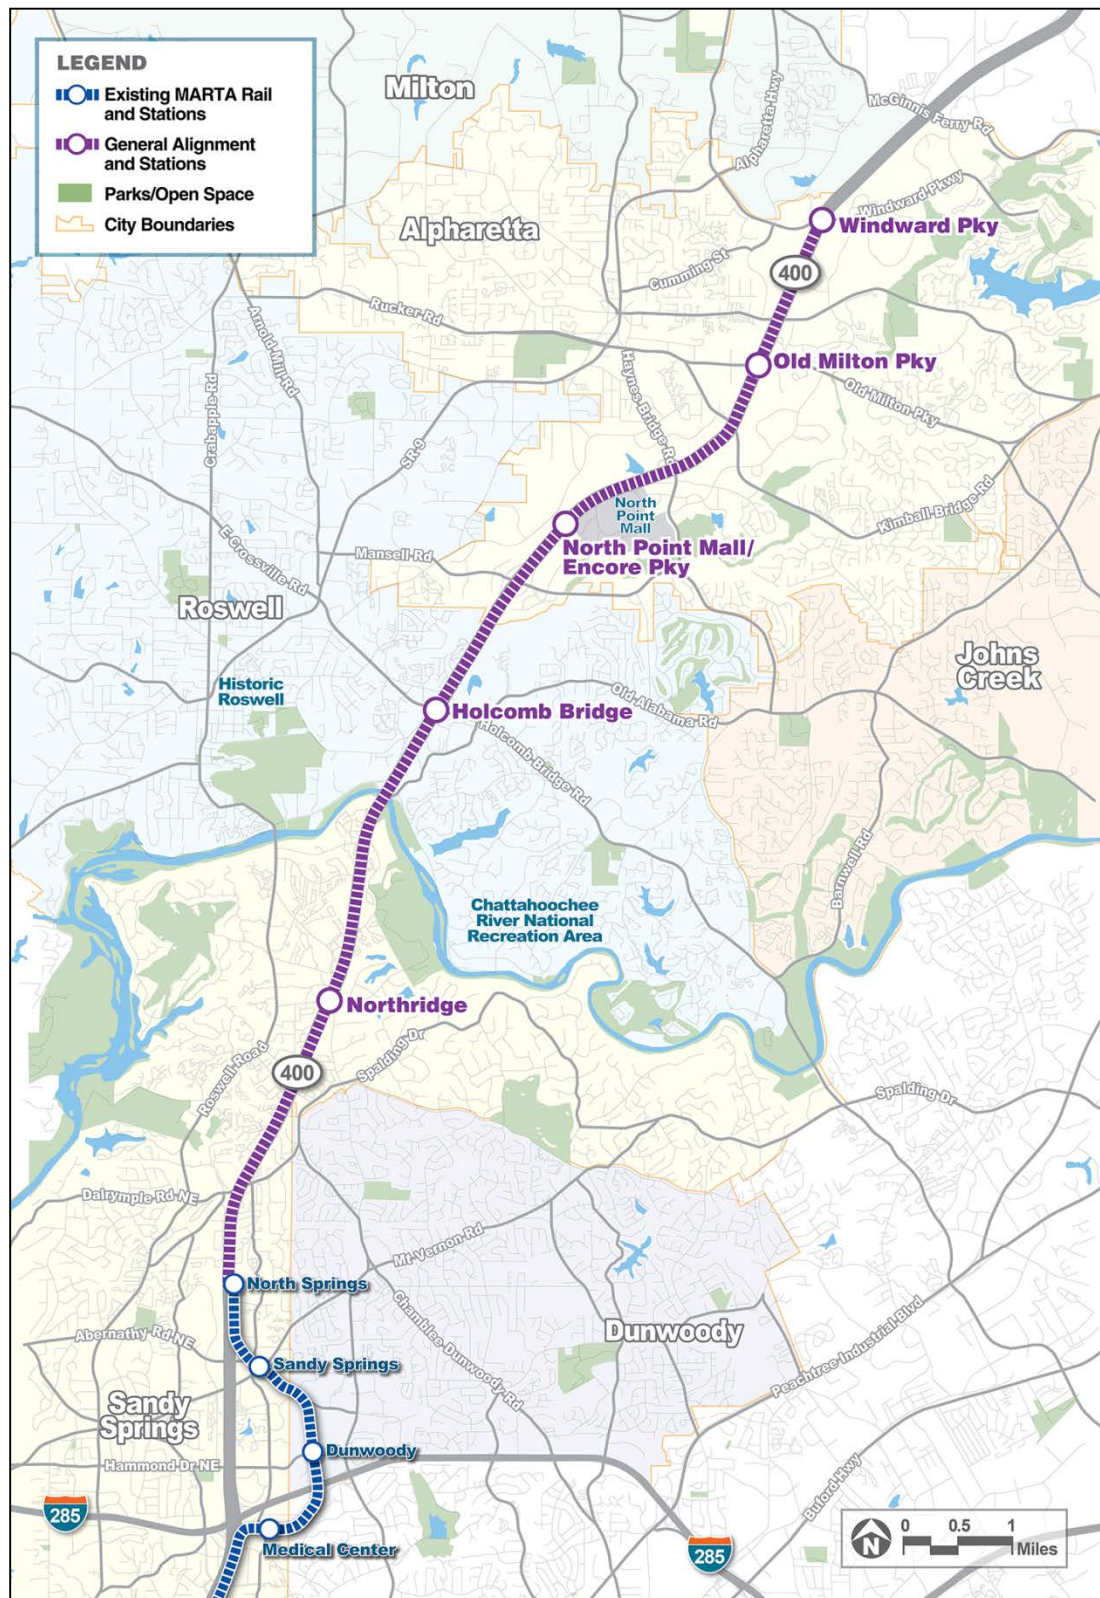 LEGEND
Existing MARTA Rail
and Stations
General Alignment
and Stations
Parks/Open Space
City Boundaries
Milton
Alpharetta Hwy
McGinnis Ferry Rd
Alpharetta
Windward Pkwy
Windward Pky
Cumming St
400
Rucker Rd
Arnold Mill Rd
Haynes Bridge Rd
Old Milton Pky
Old Milton Pky
Crabapple Rd
SR-9
North
Point
Mall
Kimball Bridge Rd
E Crossville Rd
Mansell Rd
North Point Mall/
Encore Pky
Roswell
Johns
Creek
Historic
Roswell
Holcomb Bridge
Old Alabama Rd
Holcomb Bridge Rd
Barnwell Rd
Chattahoochee
River National
Recreation Area
Northridge
Roswell Road
400
Spalding Dr
Spalding Dr
Dalrymple Rd NE
Mt Vernon Rd
North Springs
Chamblee Dunwoody Rd
Dunwoody
Abernathy Rd NE
Peachtree Industrial Blvd
Sandy Springs
Sandy
Springs
Dunwoody
Hammond Dr NE
Buford Hwy
285
Medical Center
285
N
0 0.5 1
Miles